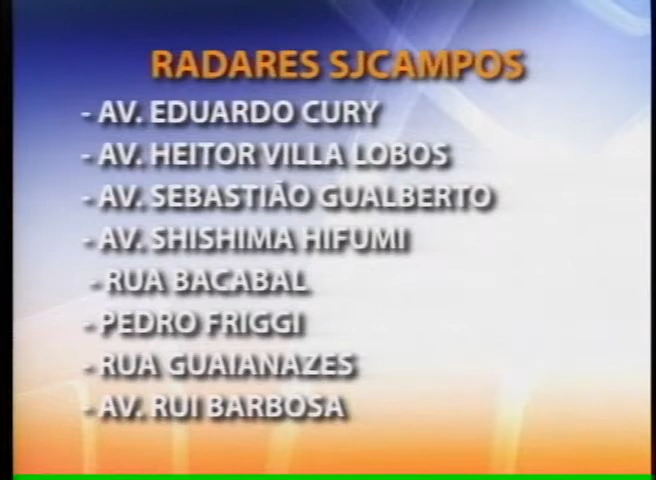 RADARES SJCAMPOS
- AV. EDUARDO CURY
- AV. HEITOR VILLA LOBOS
- AV. SEBASTIÃO GUALBERTO
- AV. SHISHIMA HIFUMI
- RUA BACABAL
- PEDRO FRIGGI
- RUA GUAIANAZES
- AV. RUI BARBOSA